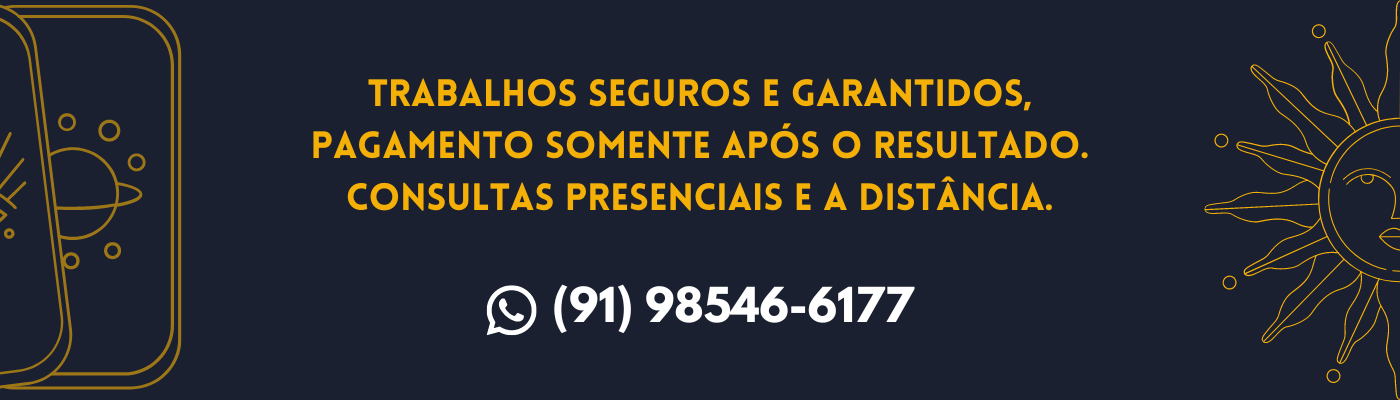 TRABALHOS SEGUROS E GARANTIDOS,
PAGAMENTO SOMENTE APÓS O RESULTADO.
CONSULTAS PRESENCIAIS E A DISTÂNCIA.
(91) 98546-6177